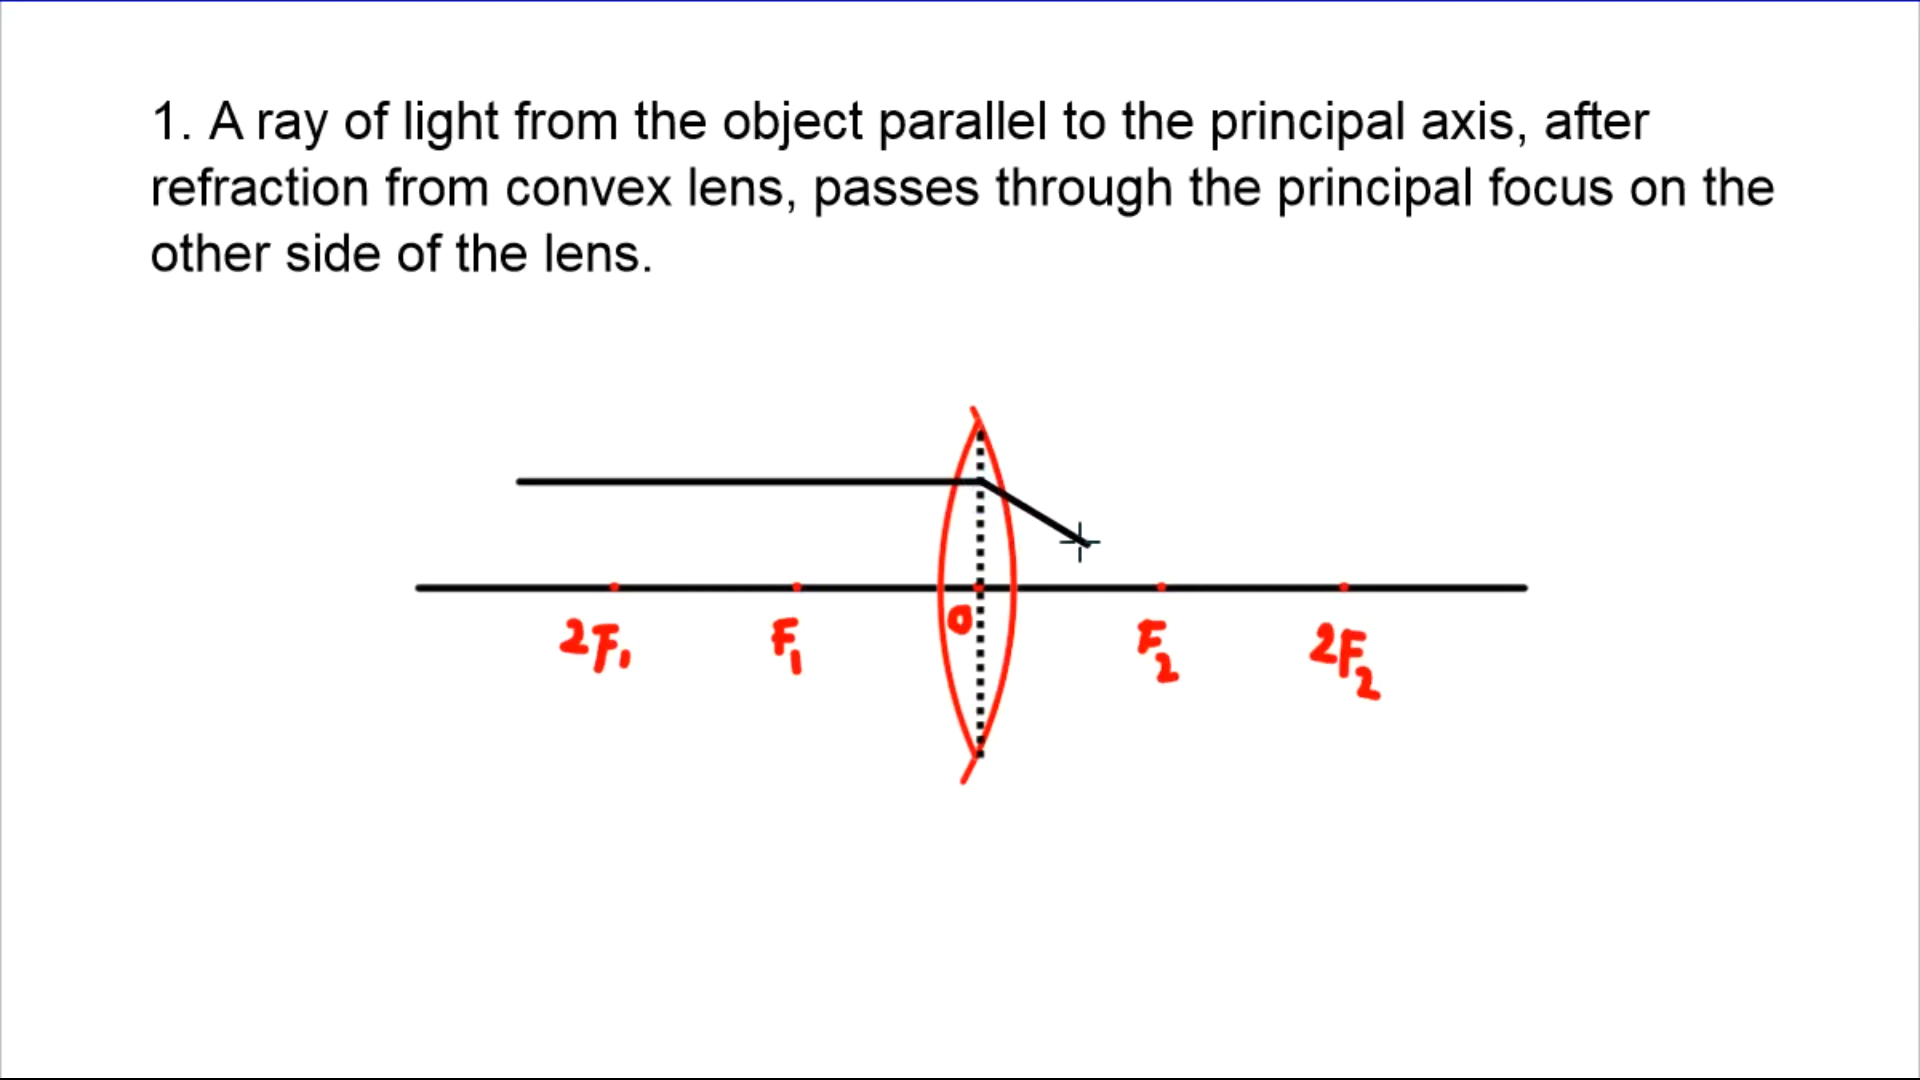 1. A ray of light from the object parallel to the principal axis, after
refraction from convex lens, passes through the principal focus on the
other side of the lens.
2F₁ F₁ O F₂ 2F₂